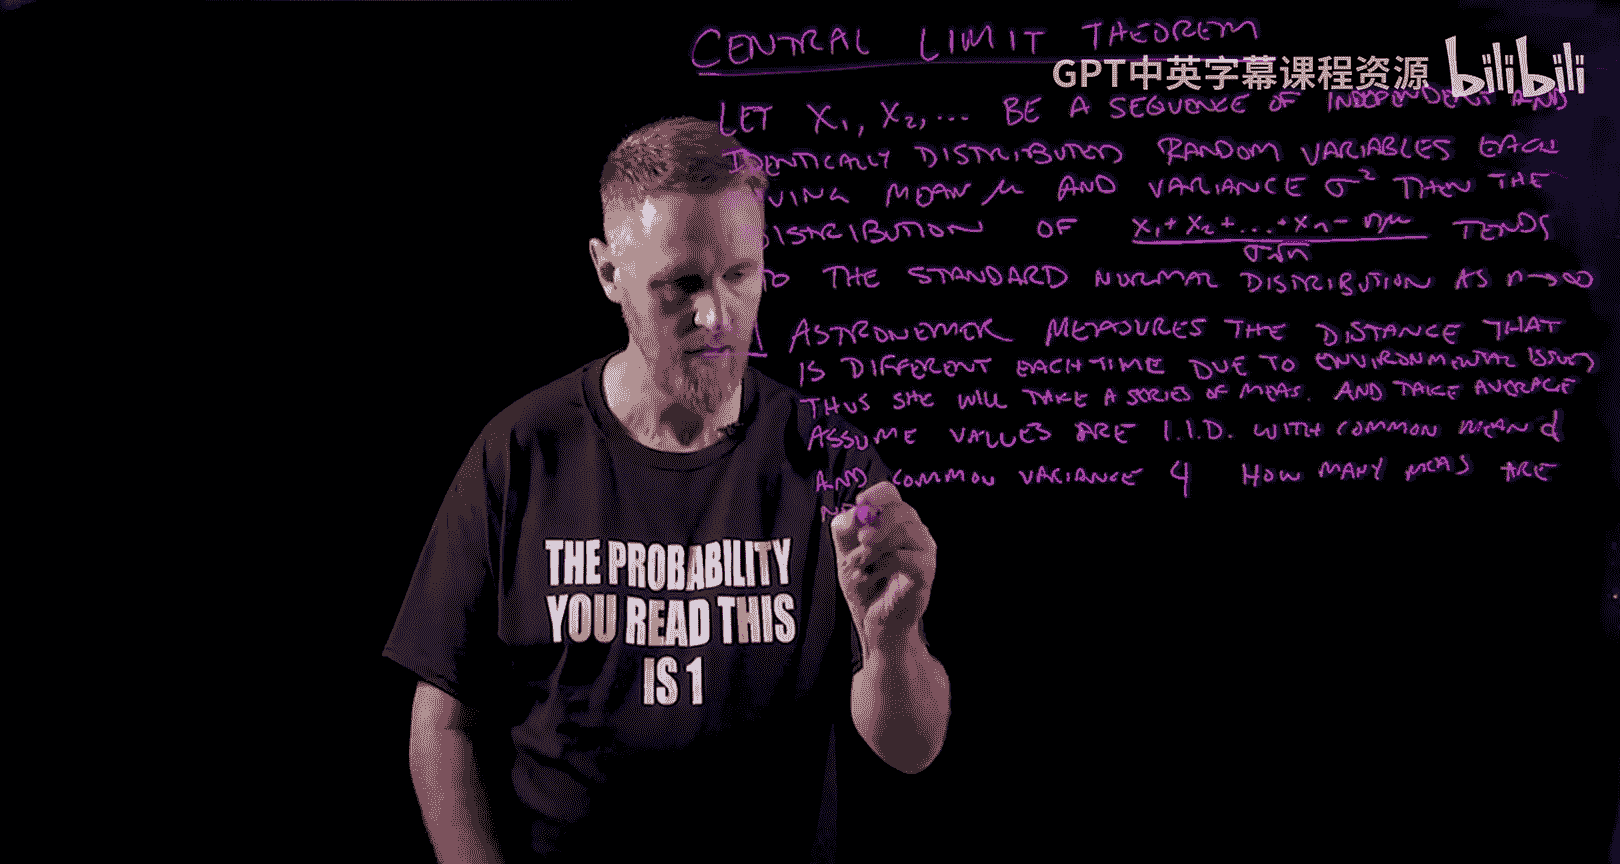 CENTRAL LIMIT THEOREM
GPT中英字幕课程资源 bilibili
LET X₁, X₂, ... BE A SEQUENCE OF INDEPENDENT AND
IDENTICALLY DISTRIBUTED RANDOM VARIABLES EACH
MEAN μ AND VARIANCE σ² THEN THE
DISTRIBUTION OF (X₁ + X₂ + ... + Xn - nμ)/(σ√n) TENDS
TO THE STANDARD NORMAL DISTRIBUTION AS n→∞
ASTRONEMER MEASURES THE DISTANCE THAT
IS DIFFERENT EACH TIME DUE TO ENVIRONMENTAL ISSUES
THUS SHE WILL TAKE A SERIES OF MEAS. AND TAKE AVERAGE
ASSUME VALUES ARE I.I.D. WITH COMMON MEAN d
AND COMMON VARIANCE 4 HOW MANY MEAS ARE
THE PROBABILITY
YOU READ THIS
IS 1